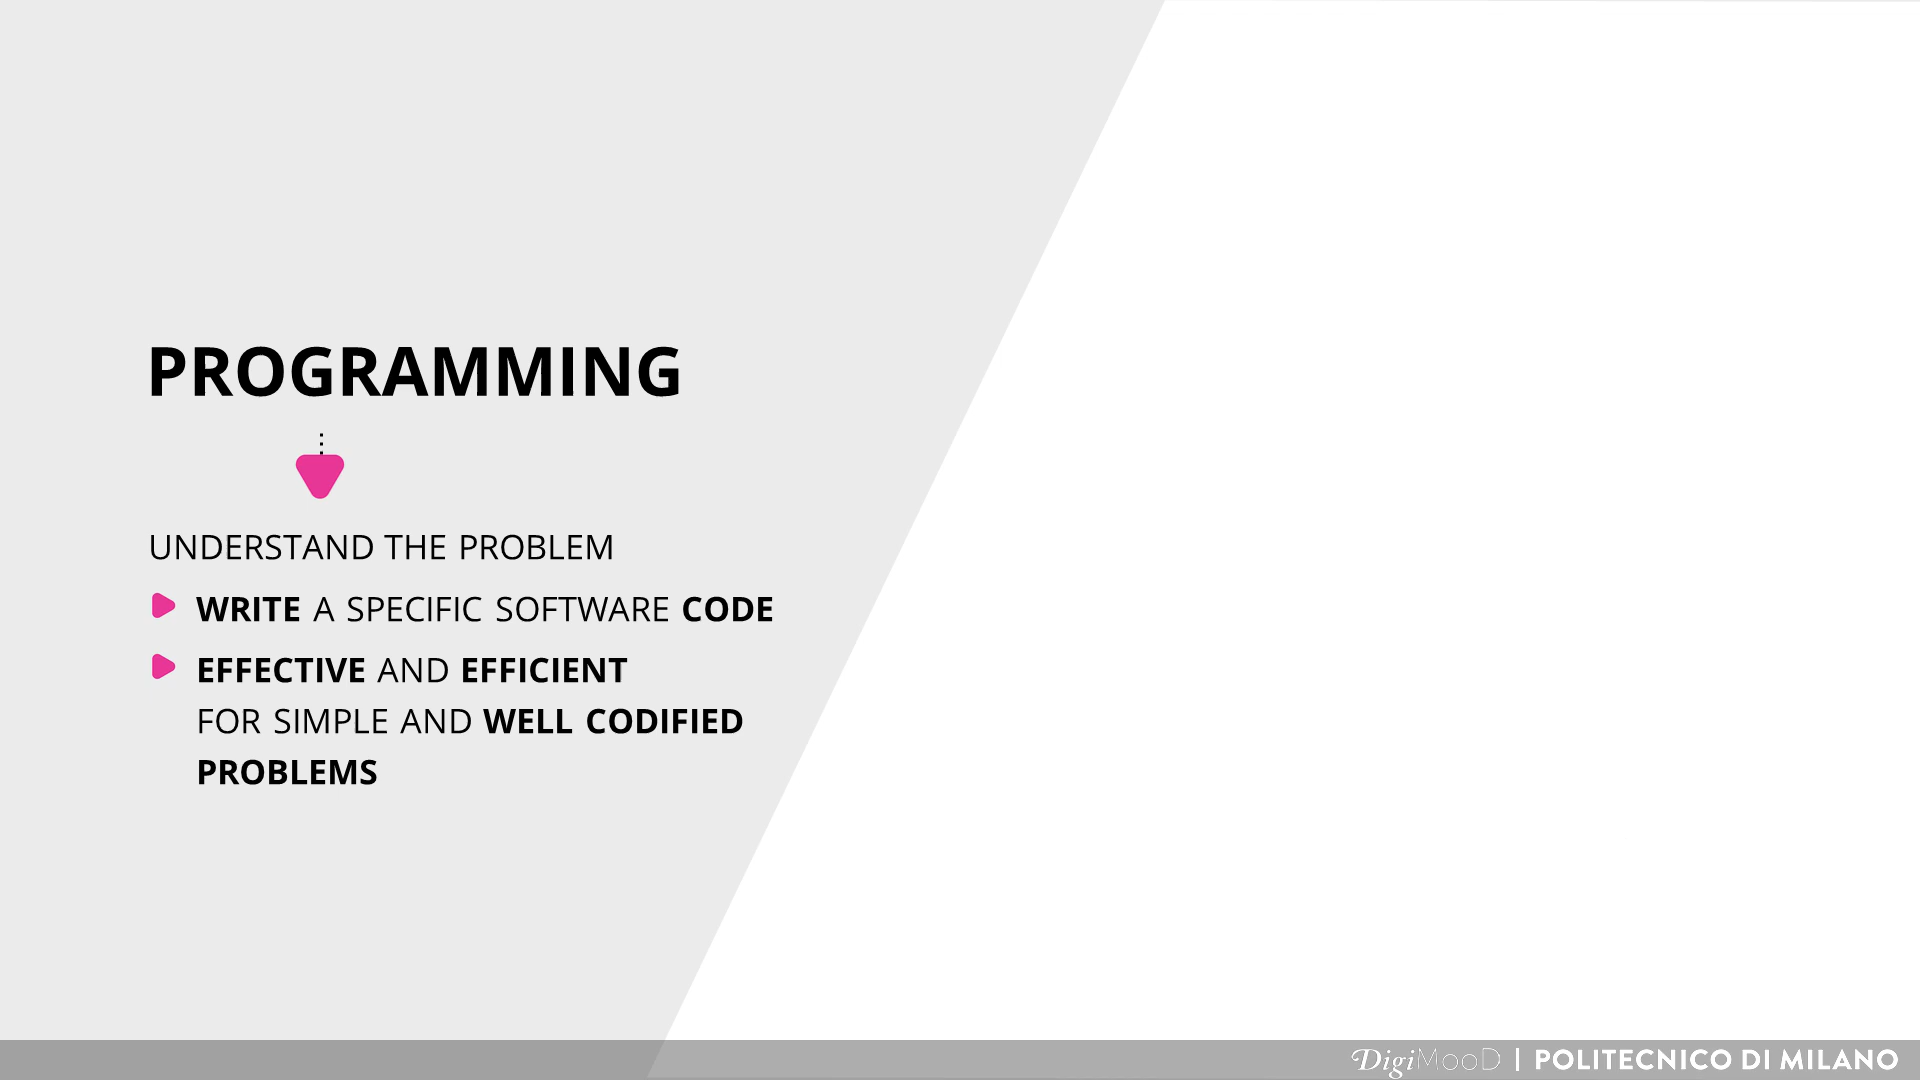 PROGRAMMING
UNDERSTAND THE PROBLEM
WRITE A SPECIFIC SOFTWARE CODE
EFFECTIVE AND EFFICIENT
FOR SIMPLE AND WELL CODIFIED
PROBLEMS
DigiMooD | POLITECNICO DI MILANO